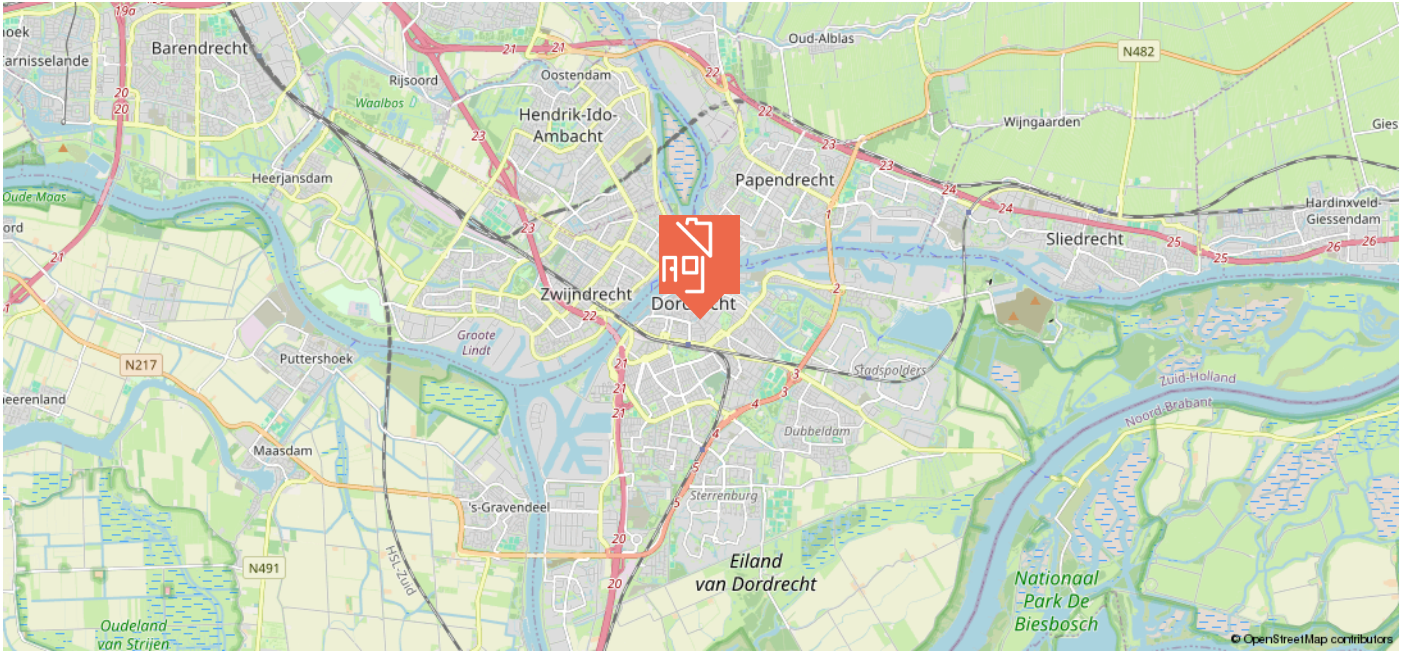 19a
Barendrecht
Oud-Alblas
21
21
N482
Rijsoord
Oostendam
22
20
20
Waalbos
Hendrik-Ido-
Ambacht
22
Wijngaarden
23
23
23
Heerjansdam
Papendrecht
24
24
Oude Maas
1
Hardinxveld-
Giessendam
23
Sliedrecht
25
26
26
21
25
2
Zwijndrecht
22
Groote
Lindt
Puttershoek
N217
21
21
21
3
3
Stadspolders
Zuid-Holland
Noord-Brabant
4
4
Dubbeldam
Maasdam
5
5
Sterrenburg
's-Gravendeel
20
20
HSL-Zuid
N491
Eiland
van Dordrecht
Nationaal
Park De
Biesbosch
Oudeland
van Strijen
© OpenStreetMap contributors